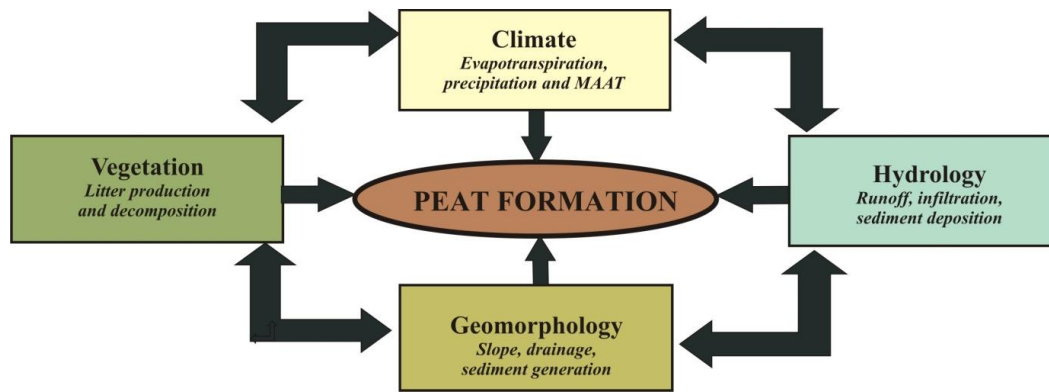 Climate
Evapotranspiration,
precipitation and MAAT
Vegetation
Litter production
and decomposition
PEAT FORMATION
Hydrology
Runoff, infiltration,
sediment deposition
Geomorphology
Slope, drainage,
sediment generation